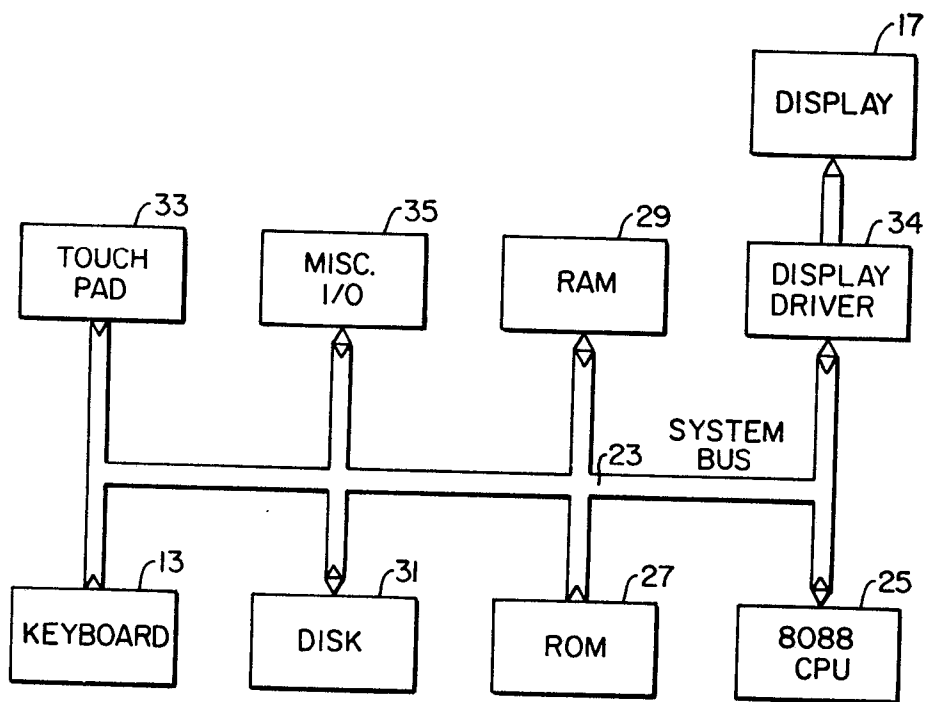 17
DISPLAY
33
TOUCH
PAD
35
MISC.
I/O
29
RAM
34
DISPLAY
DRIVER
SYSTEM
BUS
23
13
KEYBOARD
31
DISK
27
ROM
25
8088
CPU